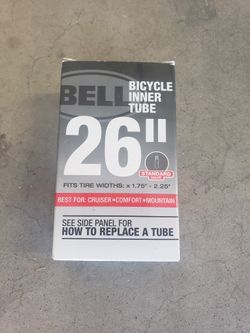 BELL
BICYCLE
INNER
TUBE
26"
STANDARD
FITS TIRE WIDTHS: x 1.75" - 2.25"
BEST FOR: CRUISER • COMFORT • MOUNTAIN
SEE SIDE PANEL FOR
HOW TO REPLACE A TUBE